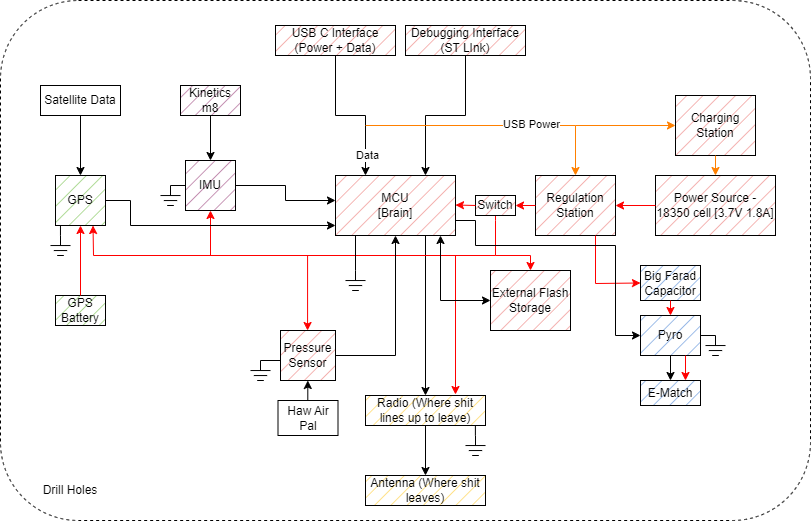 USB C Interface
(Power + Data)
Debugging Interface
(ST LInk)
Satellite Data
Kinetics
m8
Charging
Station
USB Power
Data
GPS
IMU
MCU
[Brain]
Switch
Regulation
Station
Power Source -
18350 cell [3.7V 1.8A]
External Flash
Storage
Big Farad
Capacitor
GPS
Battery
Pressure
Sensor
Pyro
Haw Air
Pal
Radio (Where shit
lines up to leave)
E-Match
Antenna (Where shit
leaves)
Drill Holes